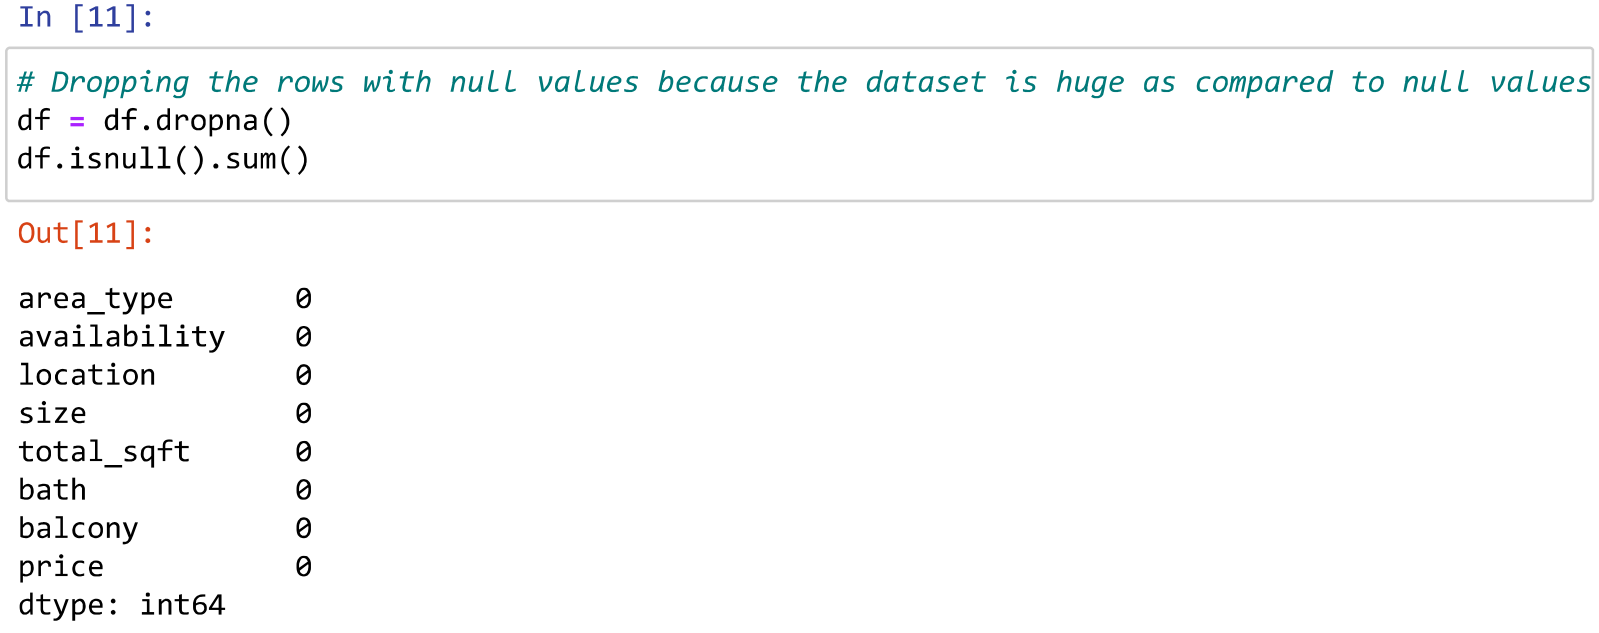 In [11]:
# Dropping the rows with null values because the dataset is huge as compared to null values
df = df.dropna()
df.isnull().sum()
Out[11]:
area_type       0
availability    0
location        0
size            0
total_sqft      0
bath            0
balcony         0
price           0
dtype: int64